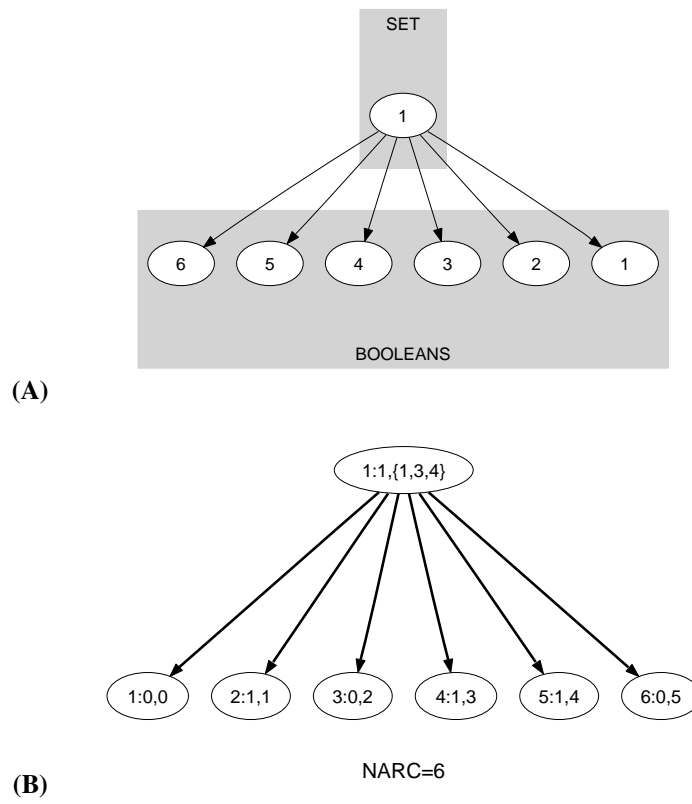 SET
1
6 5 4 3 2 1
BOOLEANS
(A)
1:1,{1,3,4}
1:0,0 2:1,1 3:0,2 4:1,3 5:1,4 6:0,5
NARC=6
(B)